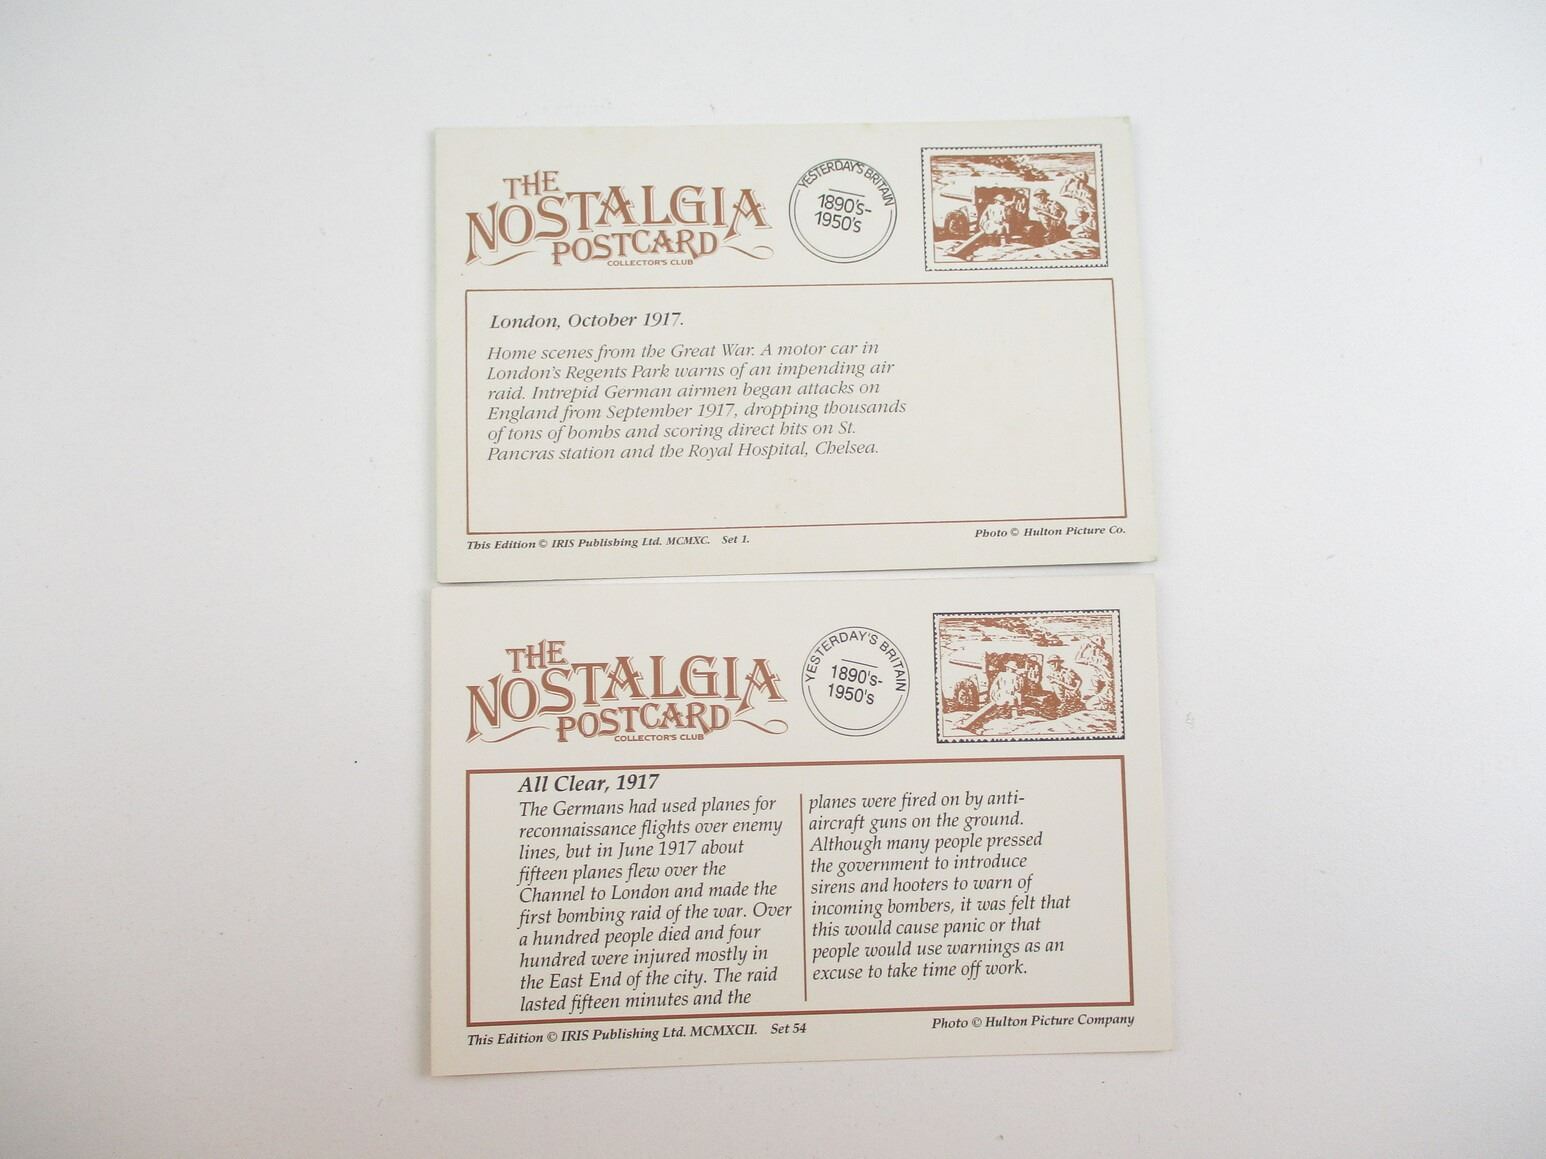 THE
NOSTALGIA
POSTCARD
COLLECTOR'S CLUB
YESTERDAY'S BRITAIN
1890's-
1950's
London, October 1917.
Home scenes from the Great War. A motor car in
London's Regents Park warns of an impending air
raid. Intrepid German airmen began attacks on
England from September 1917, dropping thousands
of tons of bombs and scoring direct hits on St.
Pancras station and the Royal Hospital, Chelsea.
This Edition © IRIS Publishing Ltd. MCMXC. Set 1.
Photo © Hulton Picture Co.
THE
NOSTALGIA
POSTCARD
COLLECTOR'S CLUB
YESTERDAY'S BRITAIN
1890's-
1950's
All Clear, 1917
The Germans had used planes for
reconnaissance flights over enemy
lines, but in June 1917 about
fifteen planes flew over the
Channel to London and made the
first bombing raid of the war. Over
a hundred people died and four
hundred were injured mostly in
the East End of the city. The raid
lasted fifteen minutes and the
planes were fired on by anti-
aircraft guns on the ground.
Although many people pressed
the government to introduce
sirens and hooters to warn of
incoming bombers, it was felt that
this would cause panic or that
people would use warnings as an
excuse to take time off work.
This Edition © IRIS Publishing Ltd. MCMXCII. Set 54
Photo © Hulton Picture Company